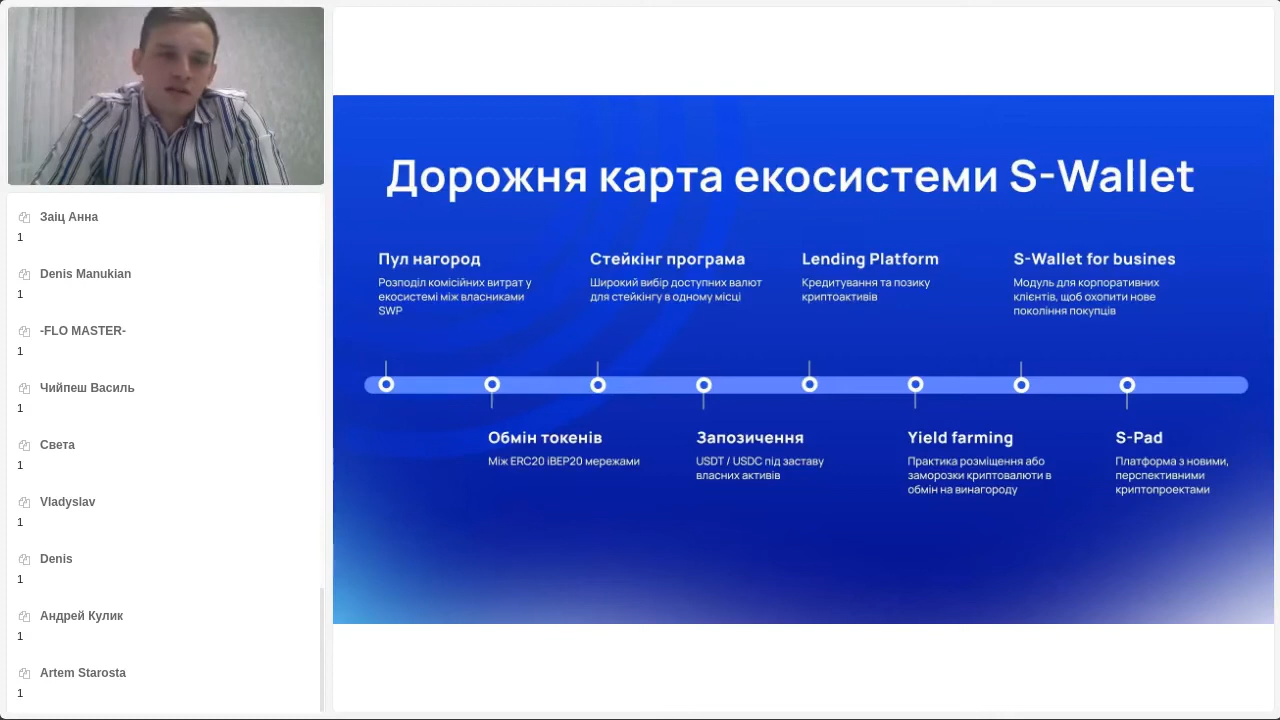 Заіц Анна
1
Denis Manukian
1
-FLO MASTER-
1
Чийпеш Василь
1
Света
1
Vladyslav
1
Denis
1
Андрей Кулик
1
Artem Starosta
1
Дорожня карта екосистеми S-Wallet
Пул нагород
Розподіл комісійних витрат у
екосистемі між власниками
SWP
Стейкінг програма
Широкий вибір доступних валют
для стейкінгу в одному місці
Lending Platform
Кредитування та позику
криптоактивів
S-Wallet for busines
Модуль для корпоративних
клієнтів, щоб охопити нове
покоління покупців
Обмін токенів
Між ERC20 іBEP20 мережами
Запозичення
USDT / USDC під заставу
власних активів
Yield farming
Практика розміщення або
заморозки криптовалюти в
обмін на винагороду
S-Pad
Платформа з новими,
перспективними
криптопроектами